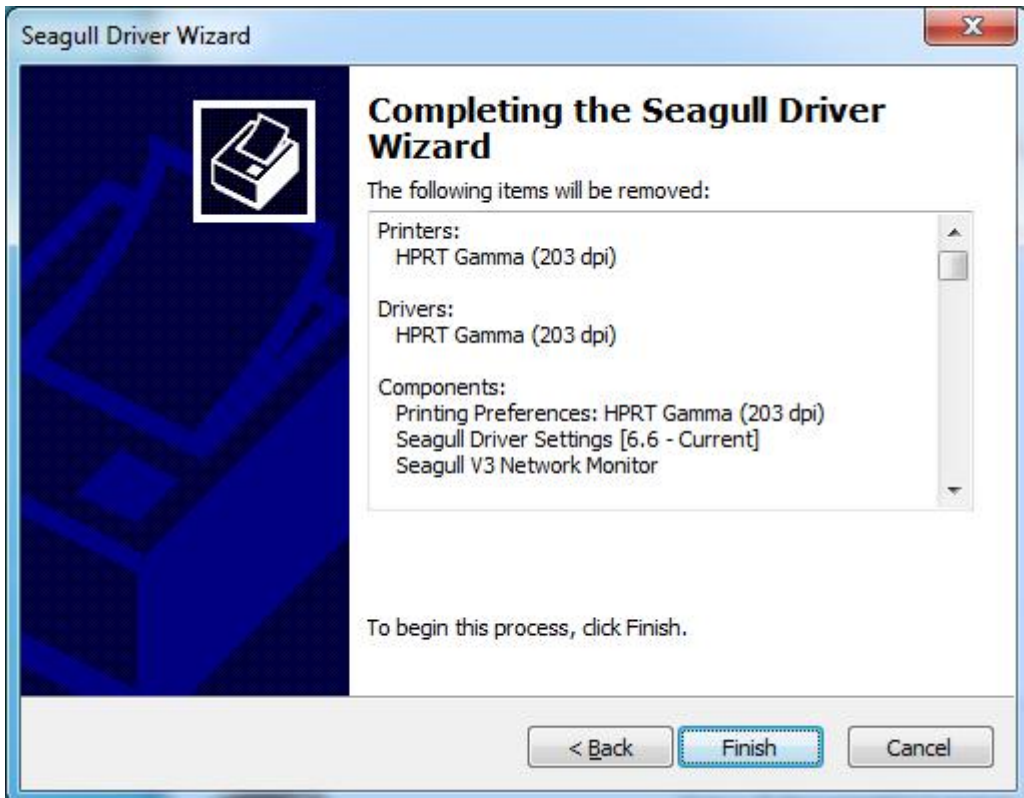 Seagull Driver Wizard
Completing the Seagull Driver
Wizard
The following items will be removed:
Printers:
HPRT Gamma (203 dpi)
Drivers:
HPRT Gamma (203 dpi)
Components:
Printing Preferences: HPRT Gamma (203 dpi)
Seagull Driver Settings [6.6 - Current]
Seagull V3 Network Monitor
To begin this process, click Finish.
< Back
Finish
Cancel